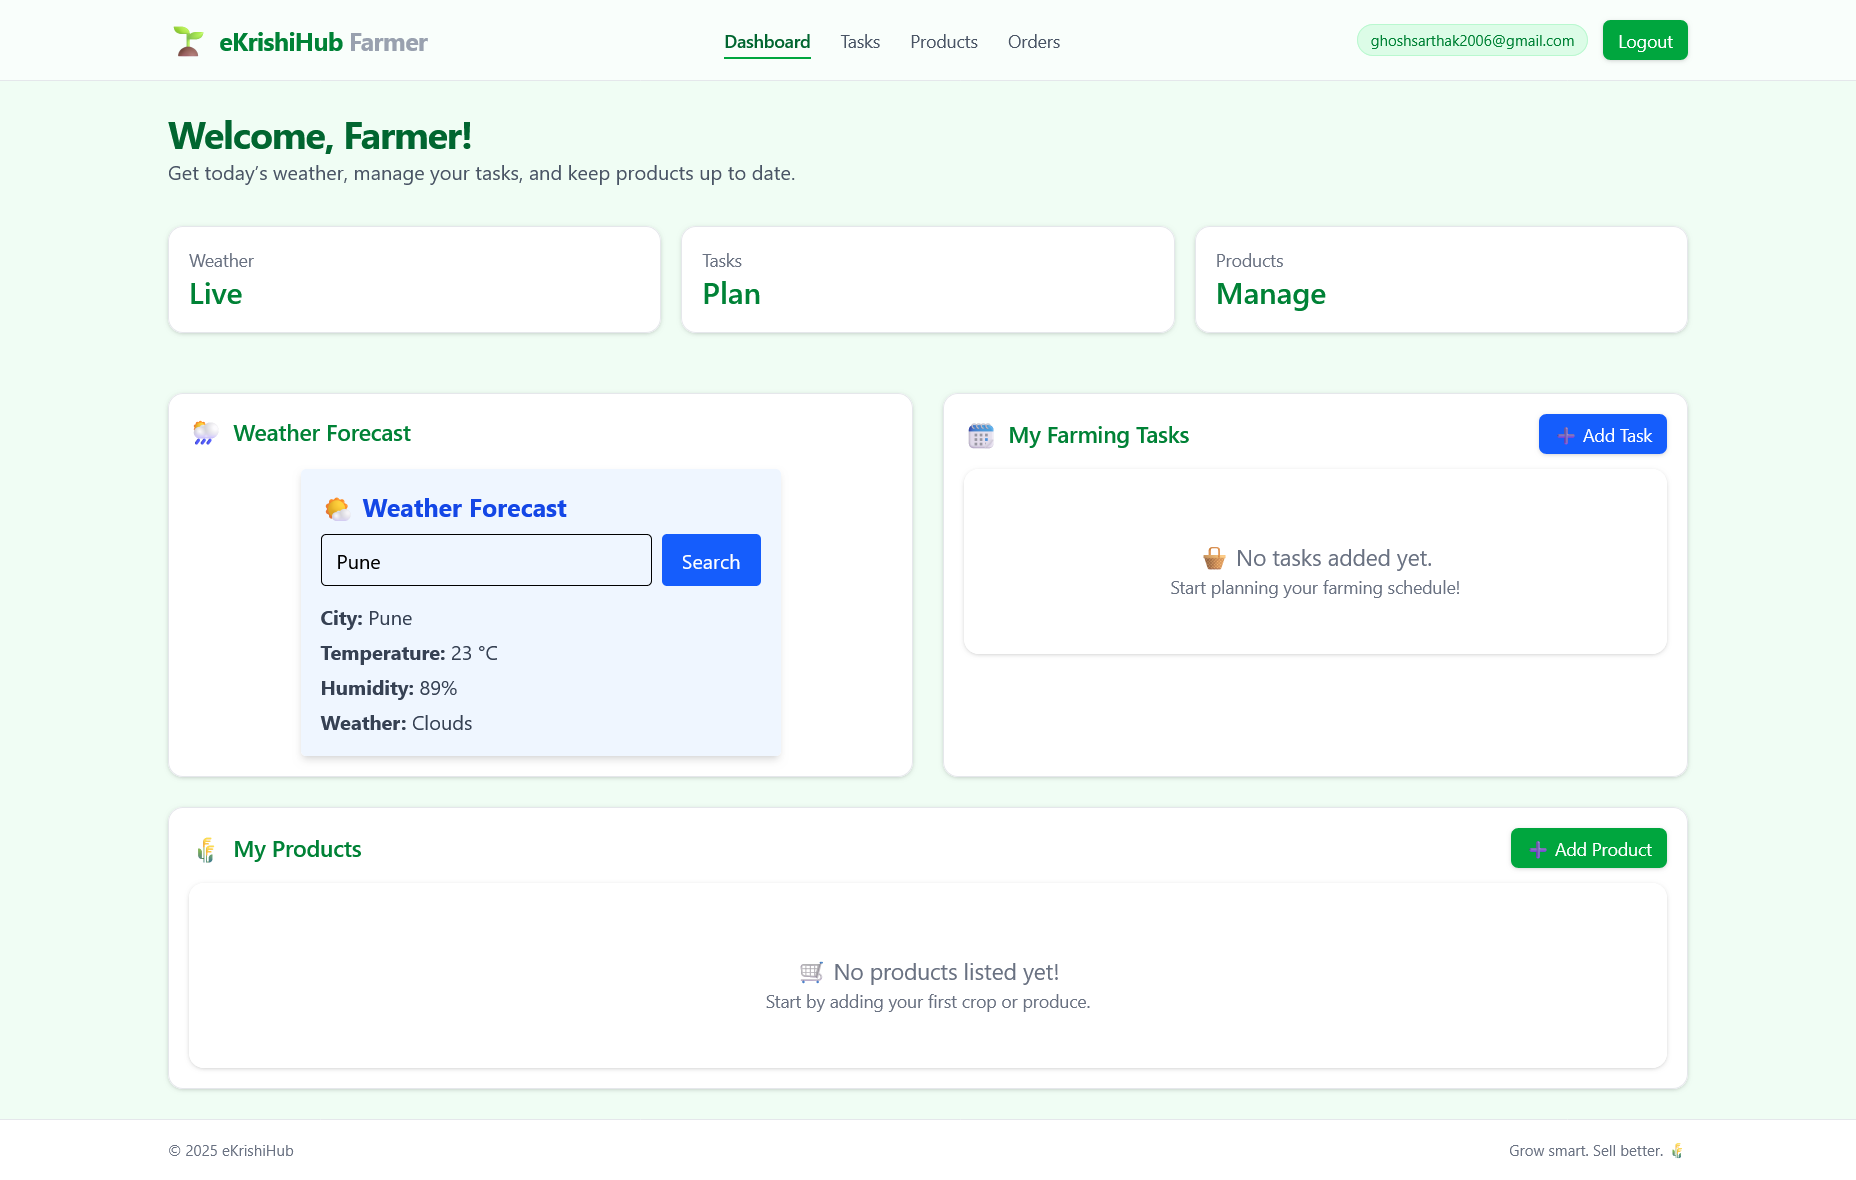 eKrishiHub Farmer
Dashboard
Tasks
Products
Orders
ghoshsarthak2006@gmail.com
Logout
Welcome, Farmer!
Get today's weather, manage your tasks, and keep products up to date.
Weather
Live
Tasks
Plan
Products
Manage
Weather Forecast
Weather Forecast
Pune
Search
City: Pune
Temperature: 23 °C
Humidity: 89%
Weather: Clouds
My Farming Tasks
Add Task
No tasks added yet.
Start planning your farming schedule!
My Products
Add Product
No products listed yet!
Start by adding your first crop or produce.
© 2025 eKrishiHub
Grow smart. Sell better.